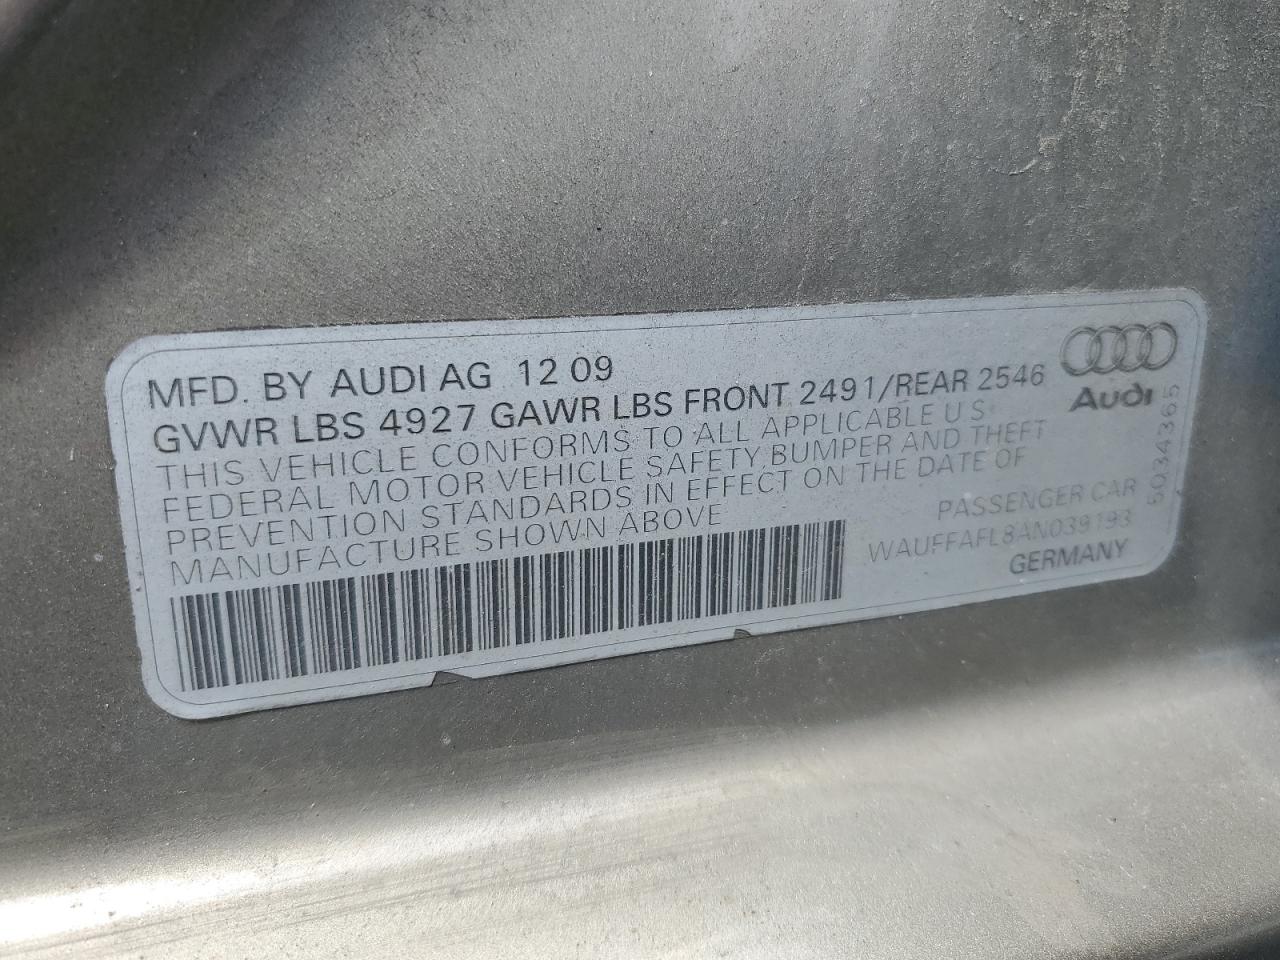 MFD. BY AUDI AG 12 09
GVWR LBS 4927 GAWR LBS FRONT 2491/REAR 2546
THIS VEHICLE CONFORMS TO ALL APPLICABLE U S
FEDERAL MOTOR VEHICLE SAFETY, BUMPER AND THEFT
PREVENTION STANDARDS IN EFFECT ON THE DATE OF
MANUFACTURE SHOWN ABOVE
PASSENGER CAR
WAUFFAFL8AN039193
GERMANY
Audi
5034365